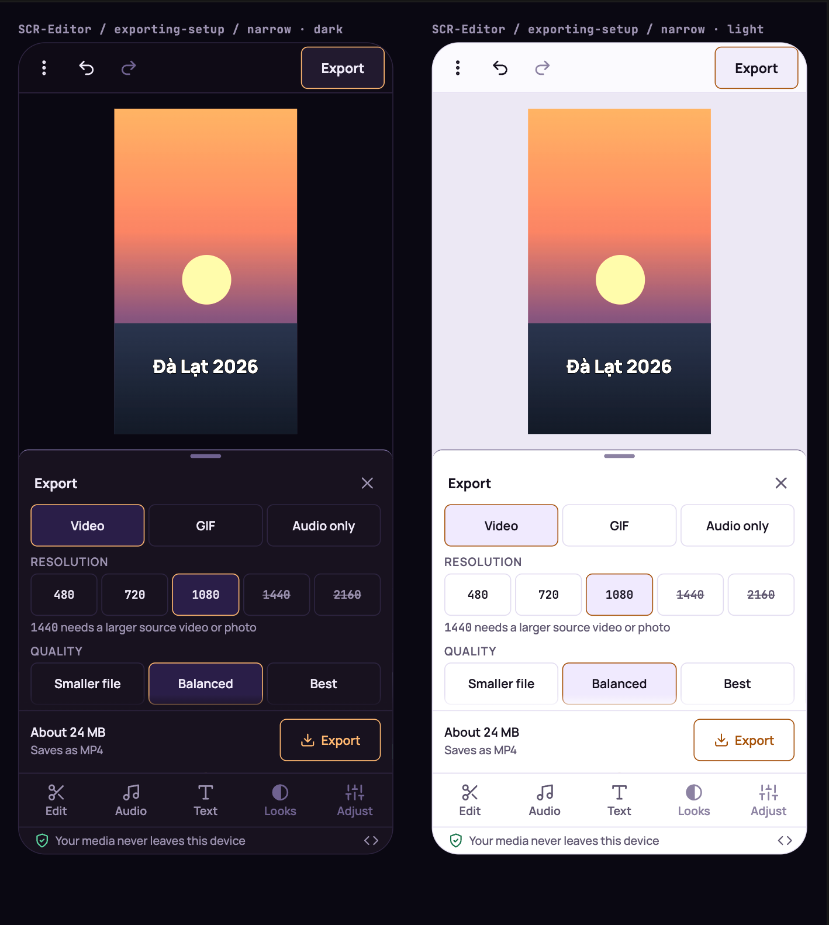 SCR-Editor / exporting-setup / narrow · dark
Export
Đà Lạt 2026
Export
Video GIF Audio only
RESOLUTION
480 720 1080 1440 2160
1440 needs a larger source video or photo
QUALITY
Smaller file Balanced Best
About 24 MB
Saves as MP4
Export
Edit Audio Text Looks Adjust
Your media never leaves this device
SCR-Editor / exporting-setup / narrow · light
Export
Đà Lạt 2026
Export
Video GIF Audio only
RESOLUTION
480 720 1080 1440 2160
1440 needs a larger source video or photo
QUALITY
Smaller file Balanced Best
About 24 MB
Saves as MP4
Export
Edit Audio Text Looks Adjust
Your media never leaves this device